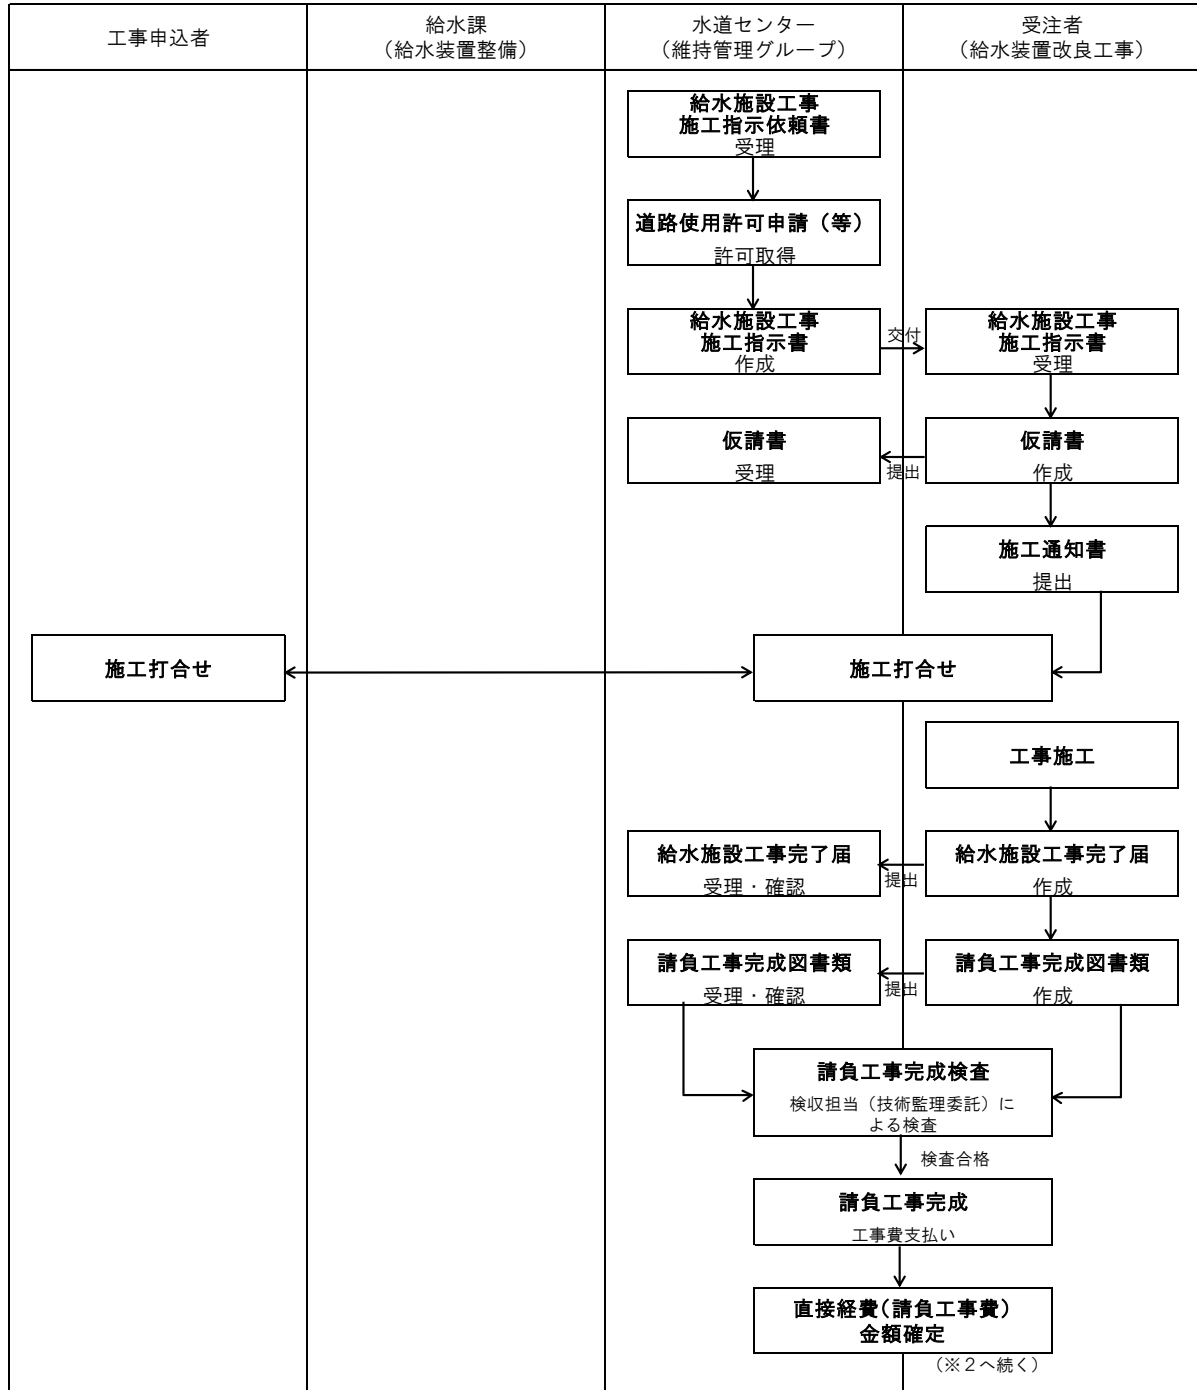 工事申込者
給水課
（給水装置整備）
水道センター
（維持管理グループ）
受注者
（給水装置改良工事）
給水施設工事
施工指示依頼書
受理
道路使用許可申請（等）
許可取得
給水施設工事
施工指示書
作成
交付
給水施設工事
施工指示書
受理
仮請書
受理
提出
仮請書
作成
施工通知書
提出
施工打合せ
施工打合せ
工事施工
給水施設工事完了届
受理・確認
提出
給水施設工事完了届
作成
請負工事完成図書類
受理・確認
提出
請負工事完成図書類
作成
請負工事完成検査
検収担当（技術監理委託）に
よる検査
検査合格
請負工事完成
工事費支払い
直接経費（請負工事費）
金額確定
（※２へ続く）